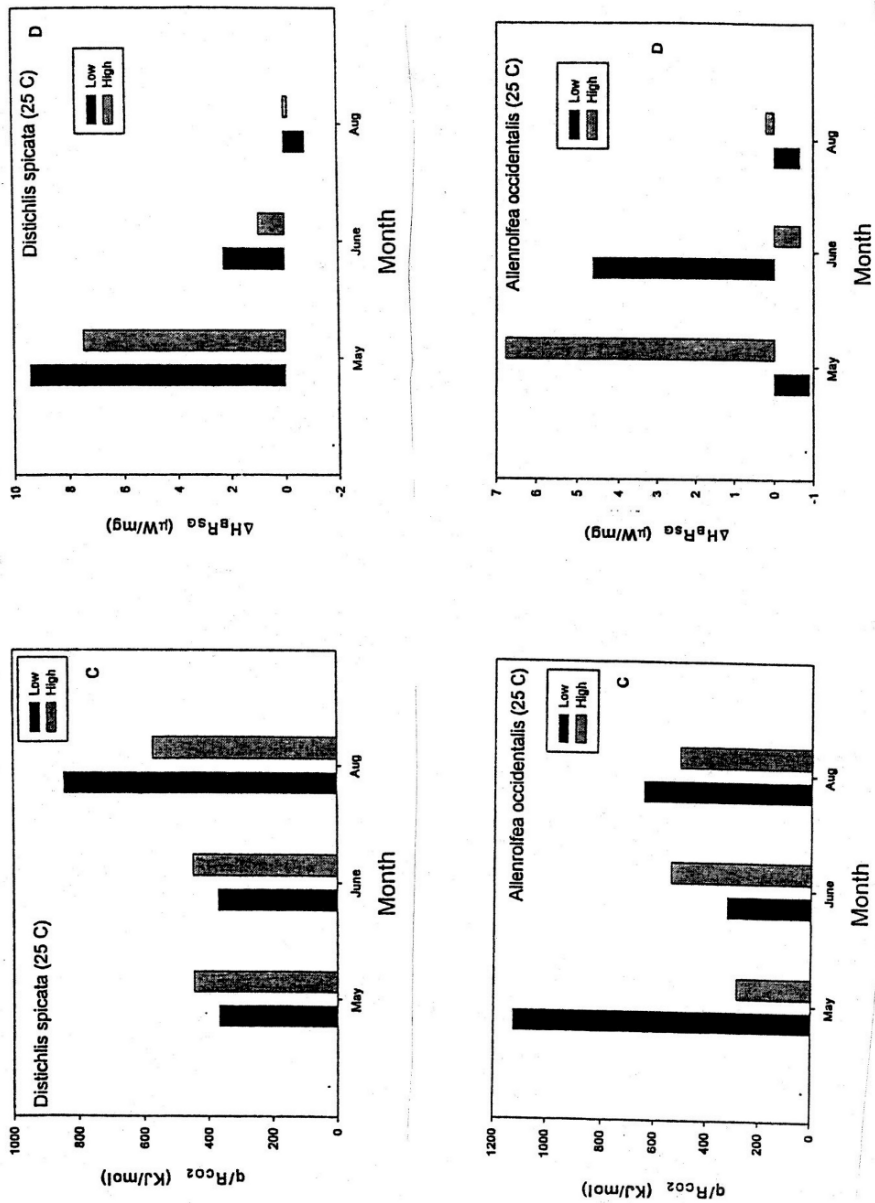 Distichlis spicata (25 C)
Low
High
C
1000
800
600
400
200
0
q/RCO2 (KJ/mol)
May
June
Aug
Month
Distichlis spicata (25 C)
D
Low
High
10
8
6
4
2
0
-2
ΔHBRSG (µW/mg)
May
June
Aug
Month
Allenrolfea occidentalis (25 C)
Low
High
C
1200
1000
800
600
400
200
0
q/RCO2 (KJ/mol)
May
June
Aug
Month
Allenrolfea occidentalis (25 C)
Low
High
D
7
6
5
4
3
2
1
0
-1
ΔHBRSG (µW/mg)
May
June
Aug
Month